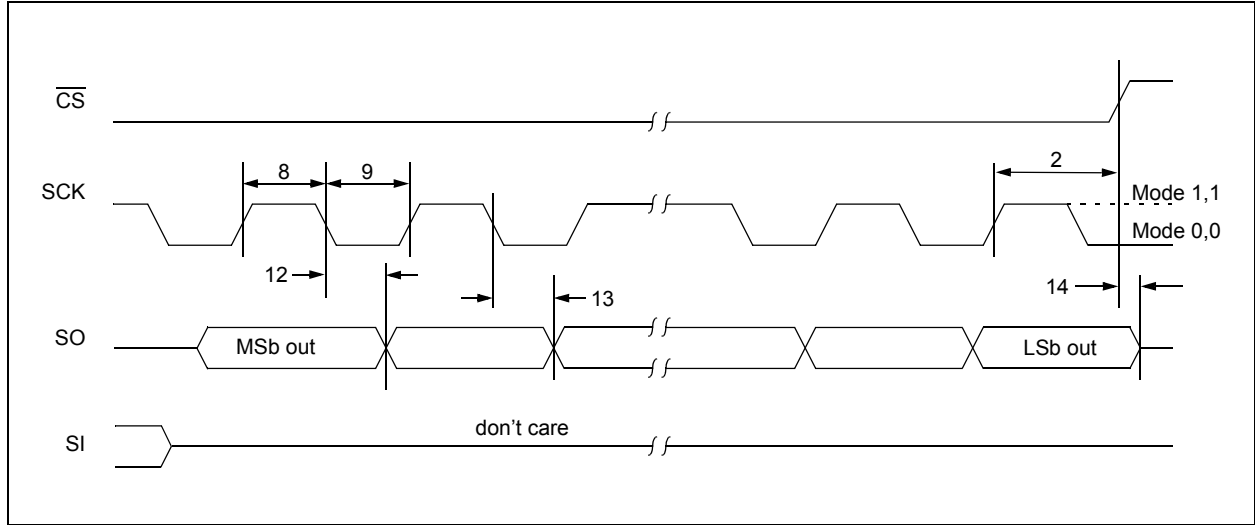 CS
SCK
8
9
2
Mode 1,1
Mode 0,0
12
13
14
SO
MSb out
LSb out
SI
don't care